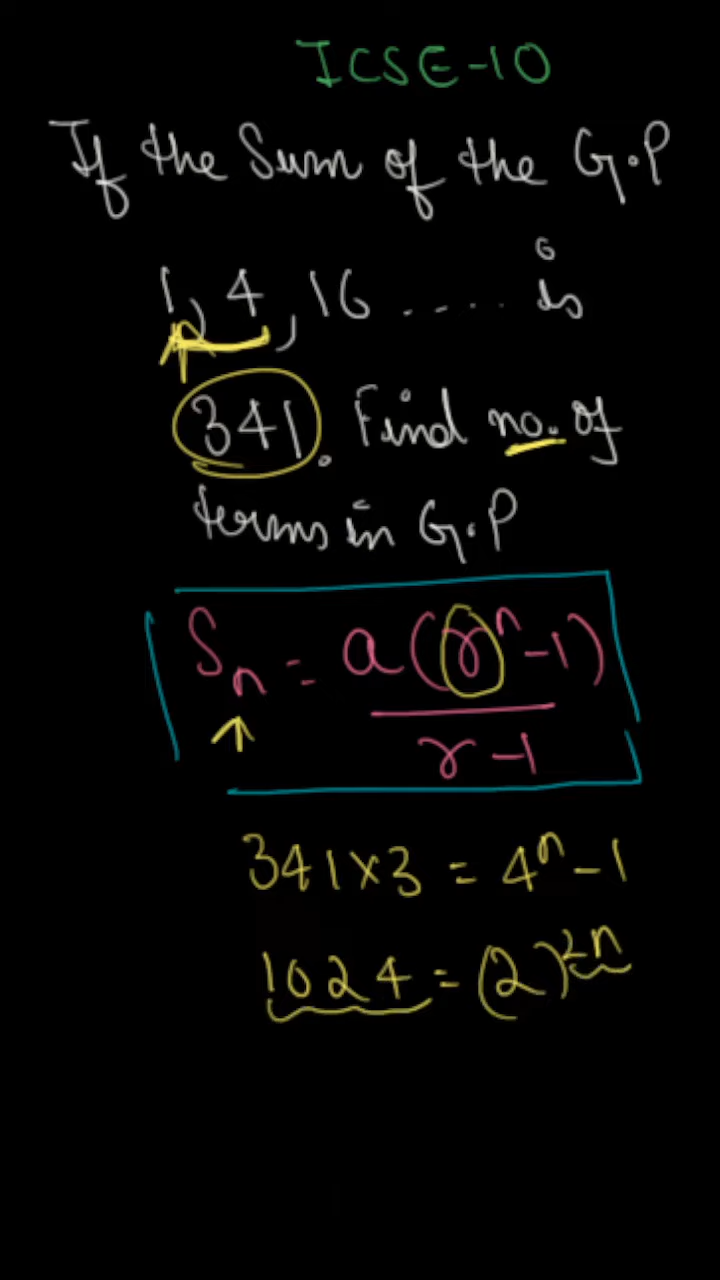 ICSE-10
If the Sum of the G.P
1, 4, 16 .... is
341. Find no. of
terms in G.P
Sn = a(r^n-1)
r-1
341×3 = 4^n-1
1024 = (2)^2n